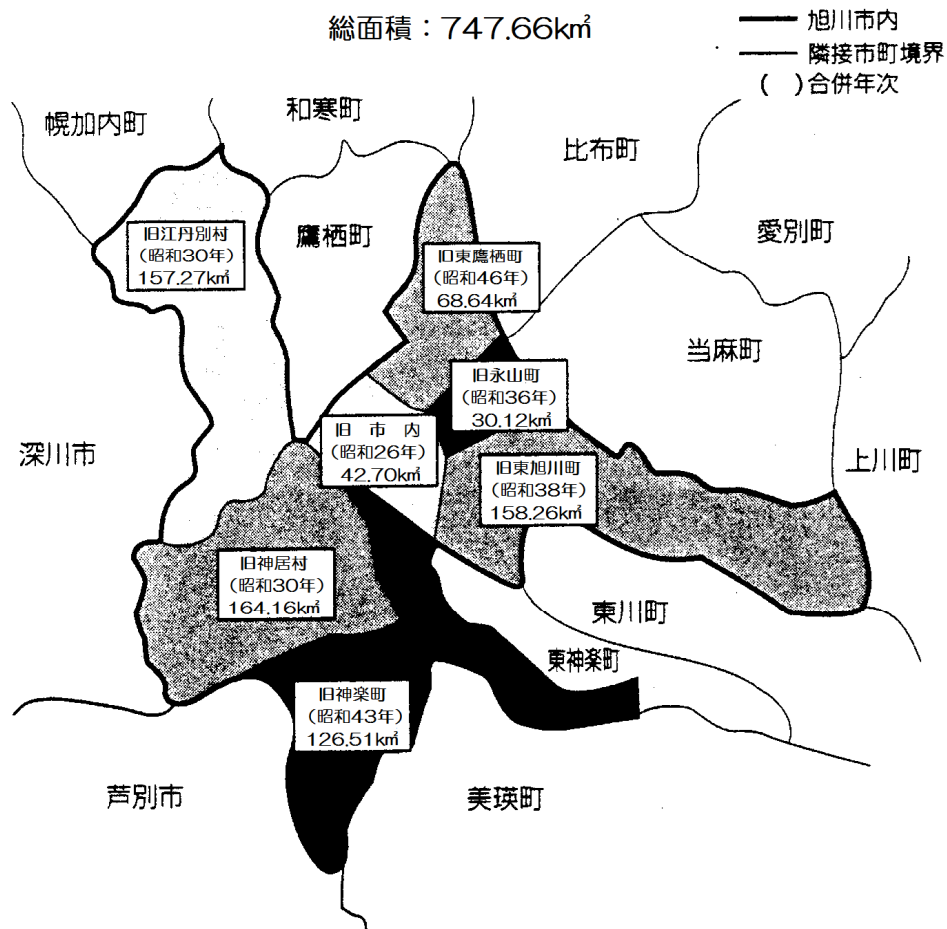 総面積：747.66k㎡
旭川市内
隣接市町境界
(　)合併年次
幌加内町
和寒町
比布町
愛別町
鷹栖町
旧江丹別村
(昭和30年)
157.27k㎡
旧東鷹栖町
(昭和46年)
68.64k㎡
当麻町
旧永山町
(昭和36年)
30.12k㎡
旧　市　内
(昭和26年)
42.70k㎡
深川市
上川町
旧東旭川町
(昭和38年)
158.26k㎡
旧神居村
(昭和30年)
164.16k㎡
東川町
東神楽町
旧神楽町
(昭和43年)
126.51k㎡
芦別市
美瑛町